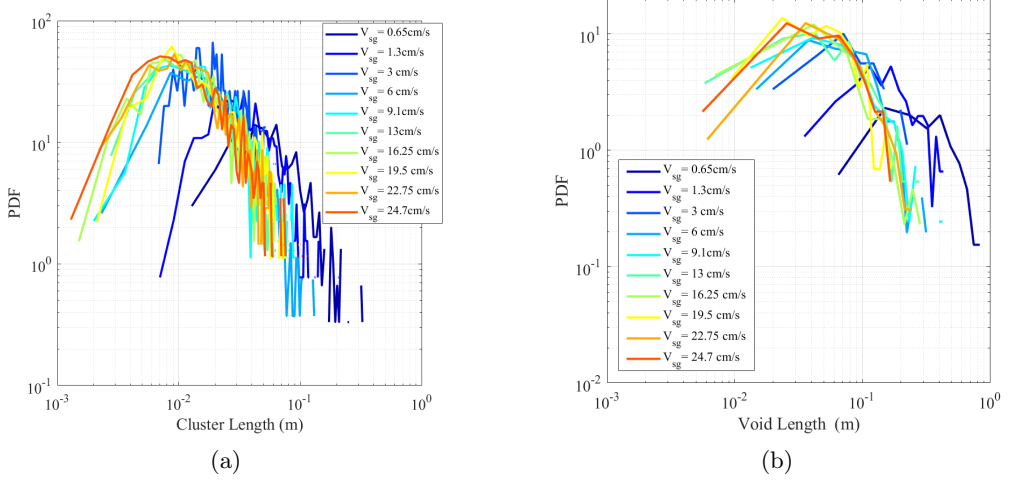 PDF
10^2
10^1
10^0
10^-1
10^-3
10^-2
10^-1
10^0
Cluster Length (m)
V_sg= 0.65cm/s
V_sg= 1.3cm/s
V_sg= 3 cm/s
V_sg= 6 cm/s
V_sg= 9.1cm/s
V_sg= 13cm/s
V_sg= 16.25 cm/s
V_sg= 19.5 cm/s
V_sg= 22.75 cm/s
V_sg= 24.7cm/s
(a)
PDF
10^1
10^0
10^-1
10^-2
10^-3
10^-2
10^-1
10^0
Void Length (m)
V_sg= 0.65cm/s
V_sg= 1.3cm/s
V_sg= 3 cm/s
V_sg= 6 cm/s
V_sg= 9.1cm/s
V_sg= 13 cm/s
V_sg= 16.25 cm/s
V_sg= 19.5 cm/s
V_sg= 22.75 cm/s
V_sg= 24.7 cm/s
(b)